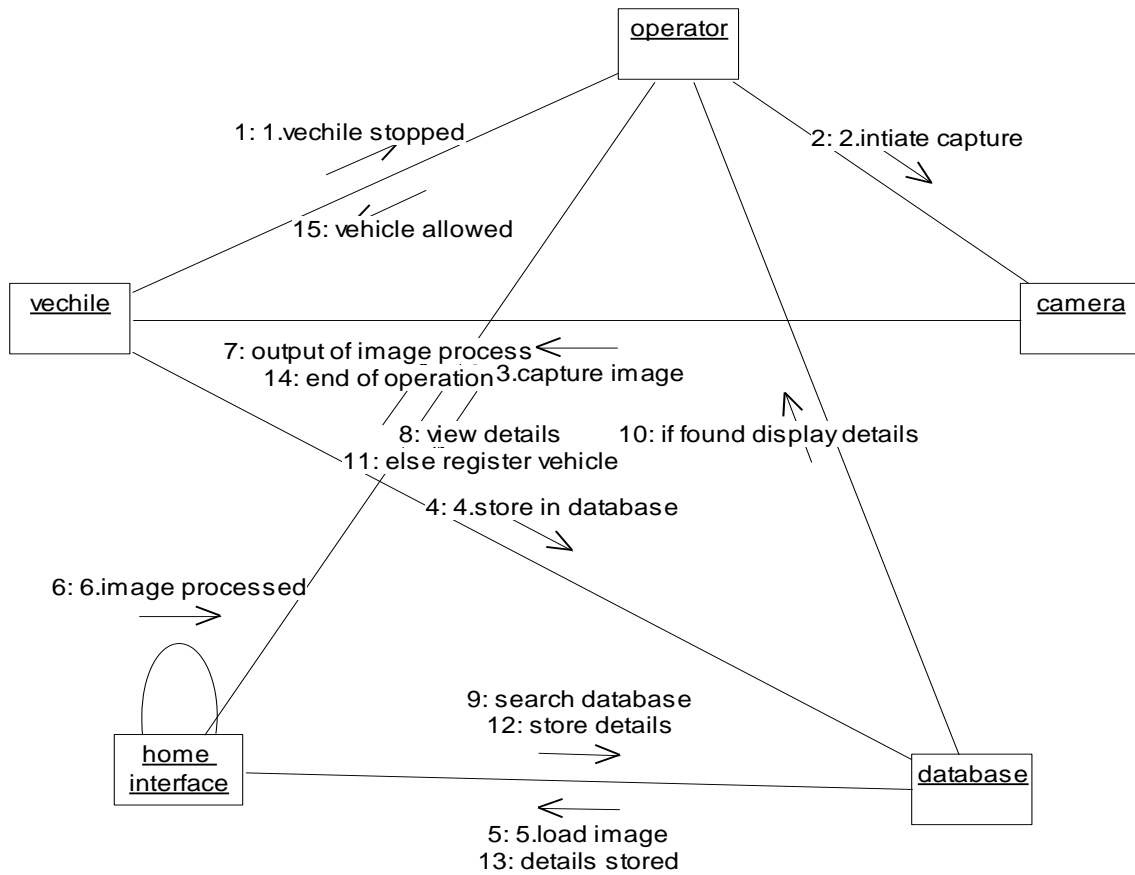 operator
1: 1.vechile stopped
2: 2.intiate capture
15: vehicle allowed
vechile
camera
7: output of image process
14: end of operation
3.capture image
8: view details
10: if found display details
11: else register vehicle
4: 4.store in database
6: 6.image processed
9: search database
12: store details
home
interface
database
5: 5.load image
13: details stored